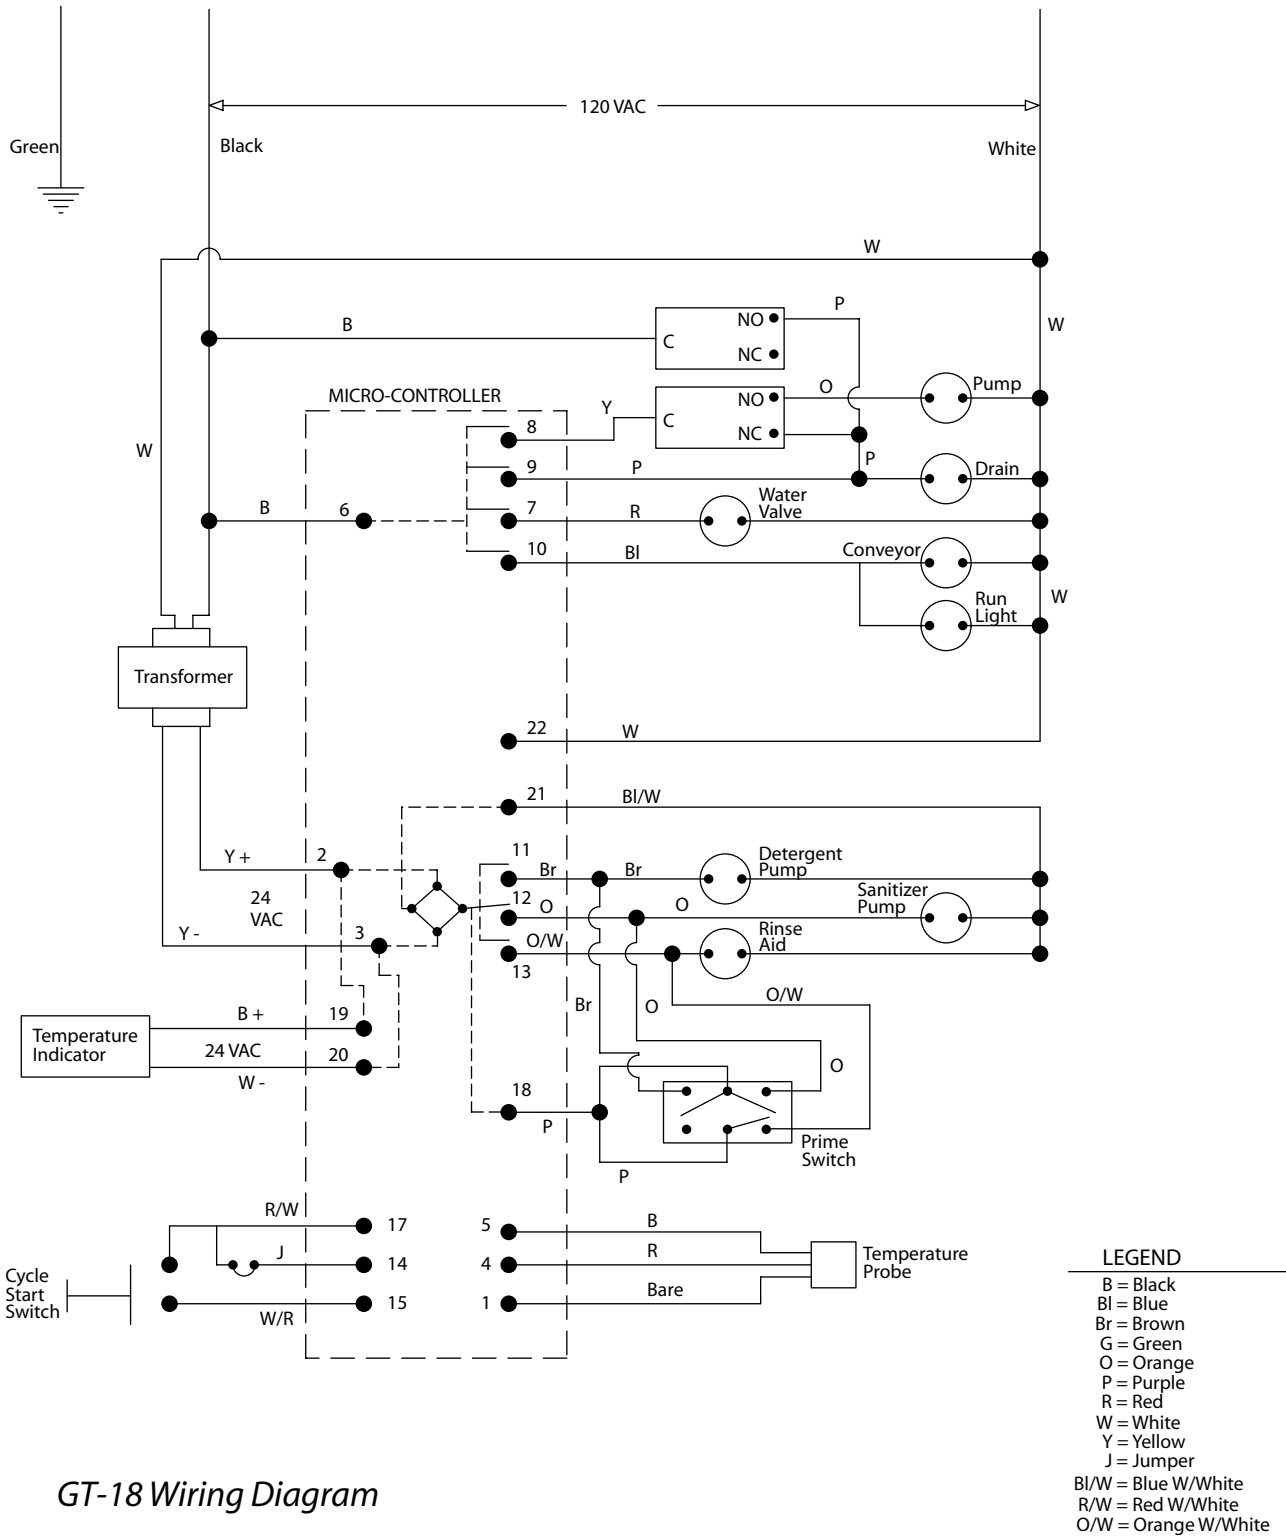 120 VAC
Green
Black
White
W
P
NO
B
W
C
NC
Pump
MICRO-CONTROLLER
O
NO
Y
C
8
NC
W
P
9
P
Drain
Water
Valve
B
6
7
R
10
Bl
Conveyor
Run
Light
W
Transformer
22
W
21
Bl/W
11
Detergent
Pump
Y +
2
Br
Br
Sanitizer
Pump
24
VAC
12
O
O
Rinse
Aid
Y -
3
O/W
13
O/W
Br
O
B +
19
Temperature
Indicator
24 VAC
20
O
W -
18
P
Prime
Switch
P
R/W
17
5
B
J
14
4
R
Temperature
Probe
Cycle
Start
Switch
15
1
Bare
W/R
LEGEND
B = Black
Bl = Blue
Br = Brown
G = Green
O = Orange
P = Purple
R = Red
W = White
Y = Yellow
J = Jumper
Bl/W = Blue W/White
R/W = Red W/White
O/W = Orange W/White
GT-18 Wiring Diagram